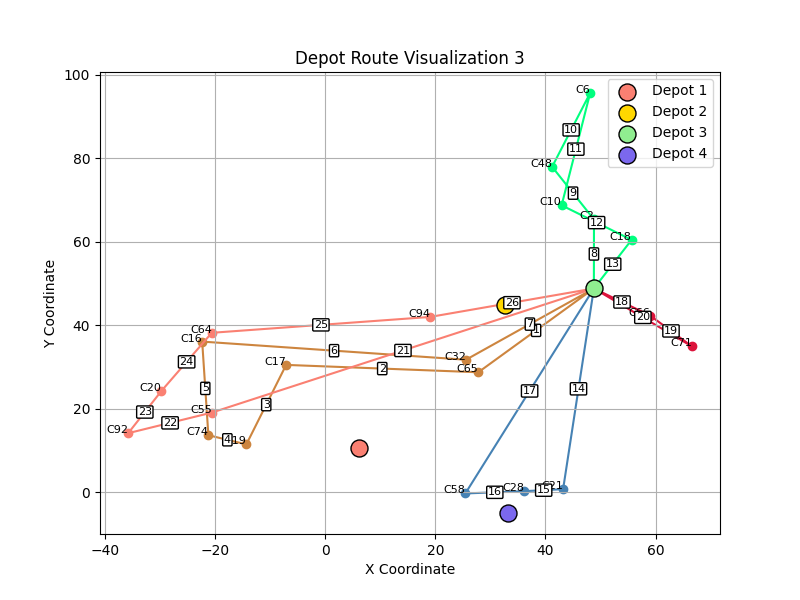 Depot Route Visualization 3
100
80
60
40
20
0
Y Coordinate
−40
−20
0
20
40
60
X Coordinate
Depot 1
Depot 2
Depot 3
Depot 4
C6
10
11
C48
9
C10
12
C18
8
13
C94
26
18
20
19
C71
C64
25
C16
7
1
6
21
C32
24
C17
2
C65
C20
5
3
17
14
23
C55
22
C92
C74
4
19
C58
16
C28
15
C21